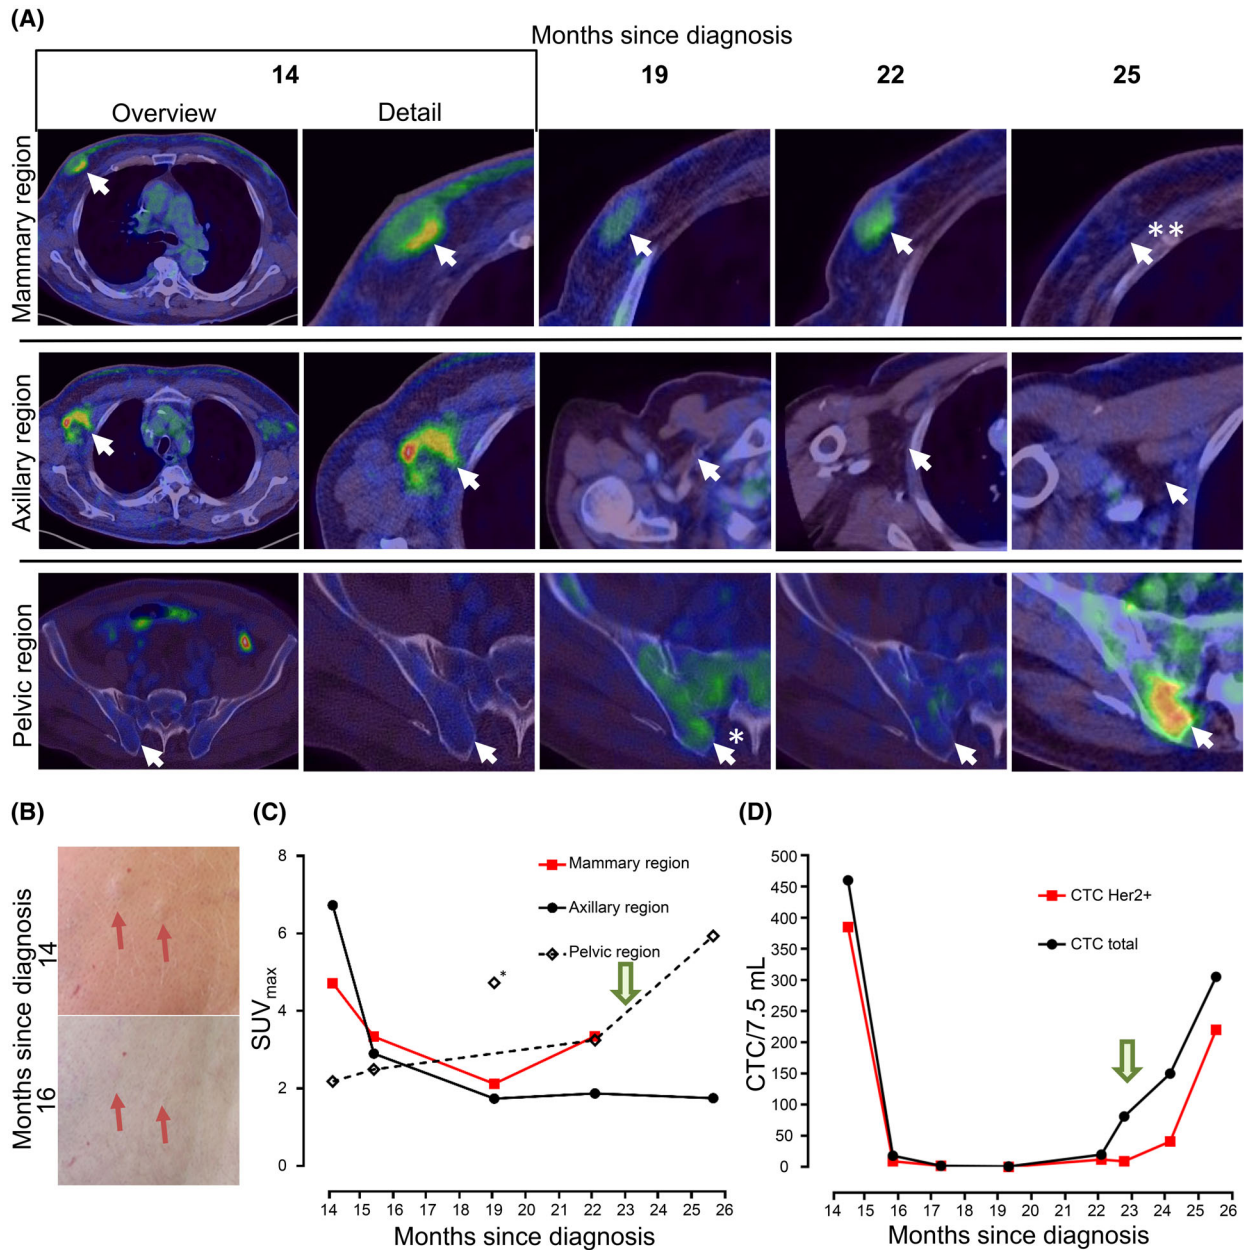 (A)
Months since diagnosis
14
19
22
25
Overview
Detail
Mammary region
**
Axillary region
Pelvic region
*
(B)
Months since diagnosis
14
16
(C)
8
6
4
2
0
SUVmax
Mammary region
Axillary region
Pelvic region
*
14 15 16 17 18 19 20 21 22 23 24 25 26
Months since diagnosis
(D)
500
450
400
350
300
250
200
150
100
50
0
CTC/7.5 mL
CTC Her2+
CTC total
14 15 16 17 18 19 20 21 22 23 24 25 26
Months since diagnosis